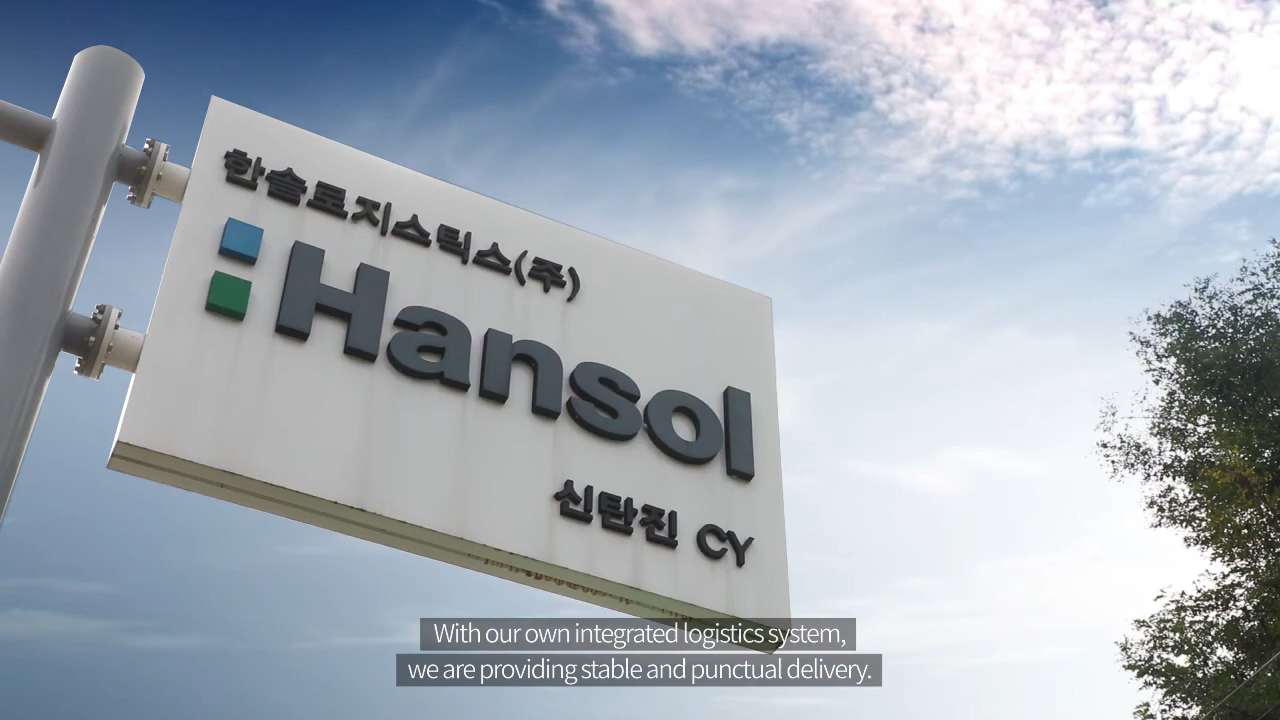 한솔로지스틱스(주)
Hansol
신탄진 CY
With our own integrated logistics system,
we are providing stable and punctual delivery.